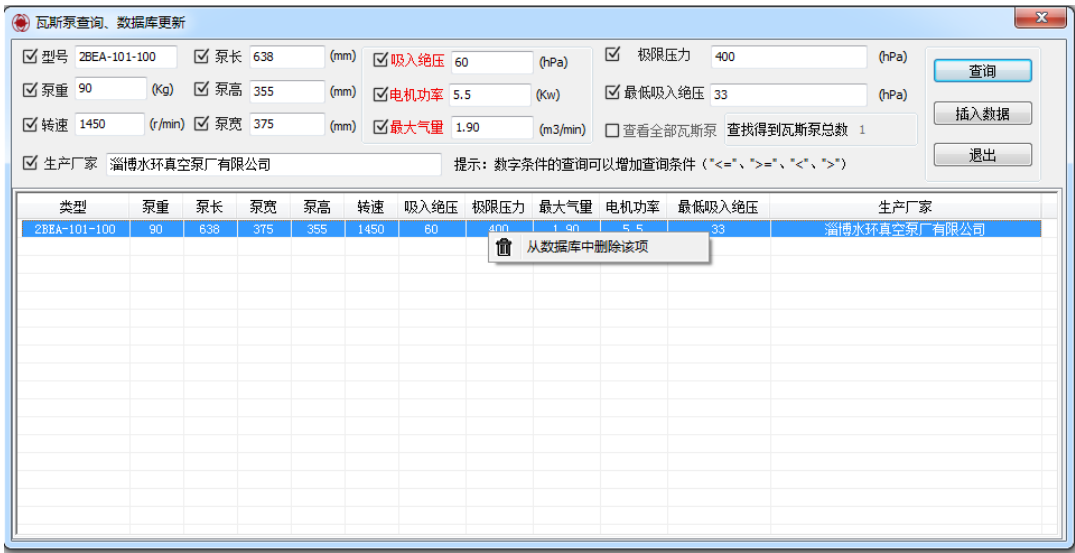 瓦斯泵查询、数据库更新
型号 2BEA-101-100 泵长 638 (mm) 吸入绝压 60 (hPa) 极限压力 400 (hPa) 查询
泵重 90 (Kg) 泵高 355 (mm) 电机功率 5.5 (Kw) 最低吸入绝压 33 (hPa) 插入数据
转速 1450 (r/min) 泵宽 375 (mm) 最大气量 1.90 (m3/min) 查看全部瓦斯泵 查找得到瓦斯泵总数 1
生产厂家 淄博水环真空泵厂有限公司 提示：数字条件的查询可以增加查询条件（"<="、">="、"<"、">"） 退出
类型 泵重 泵长 泵宽 泵高 转速 吸入绝压 极限压力 最大气量 电机功率 最低吸入绝压 生产厂家
2BEA-101-100 90 638 375 355 1450 60 400 1.90 5.5 33 淄博水环真空泵厂有限公司
从数据库中删除该项